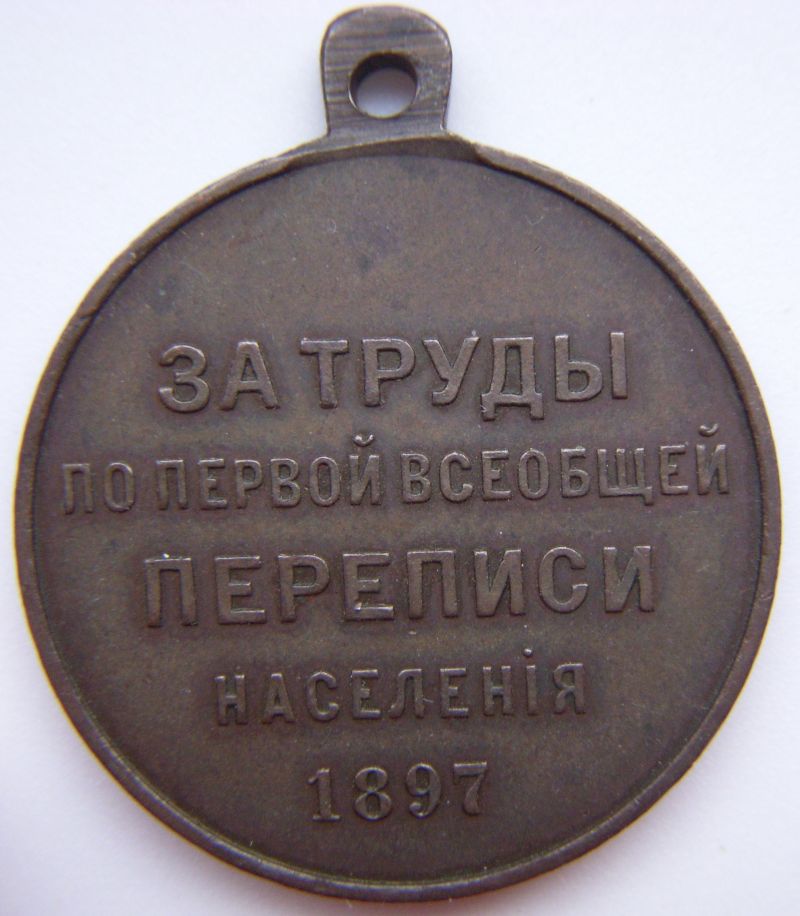 ЗА ТРУДЫ
ПО ПЕРВОЙ ВСЕОБЩЕЙ
ПЕРЕПИСИ
НАСЕЛЕНІЯ
1897